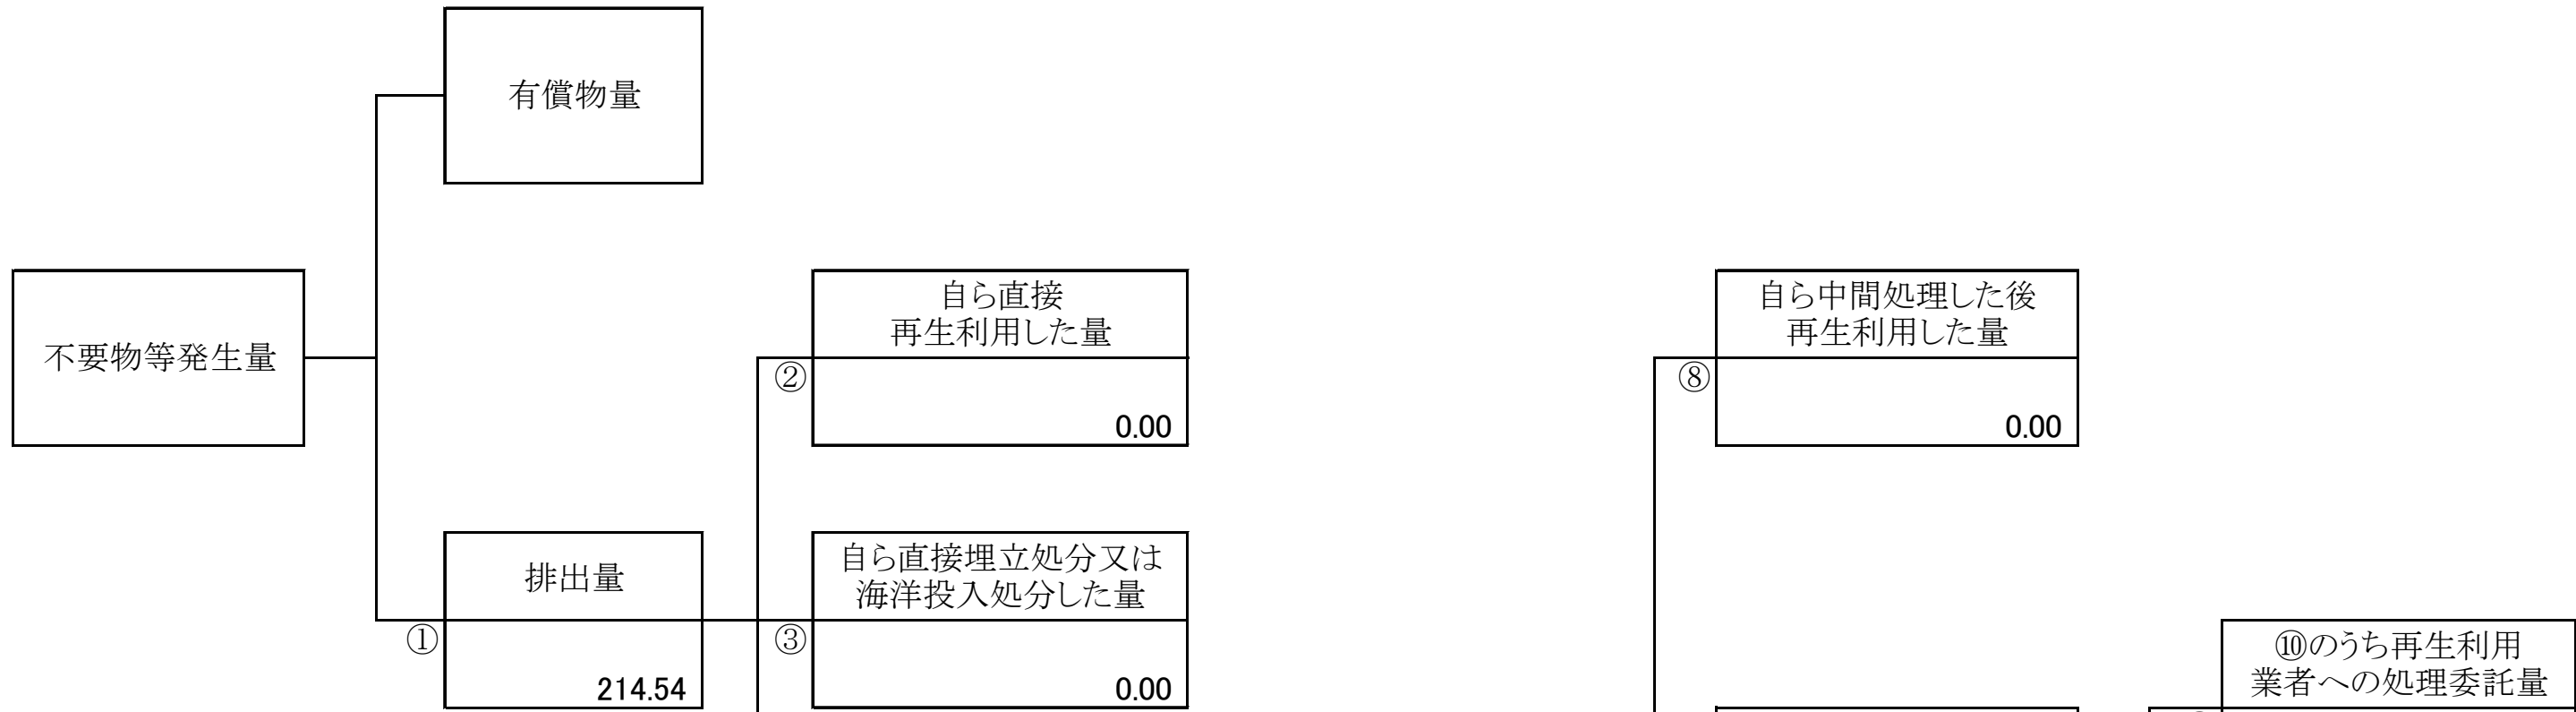 有償物量
不要物等発生量
自ら直接
再生利用した量
②
0.00
自ら中間処理した後
再生利用した量
⑧
0.00
排出量
①
214.54
自ら直接埋立処分又は
海洋投入処分した量
③
0.00
⑩のうち再生利用
業者への処理委託量